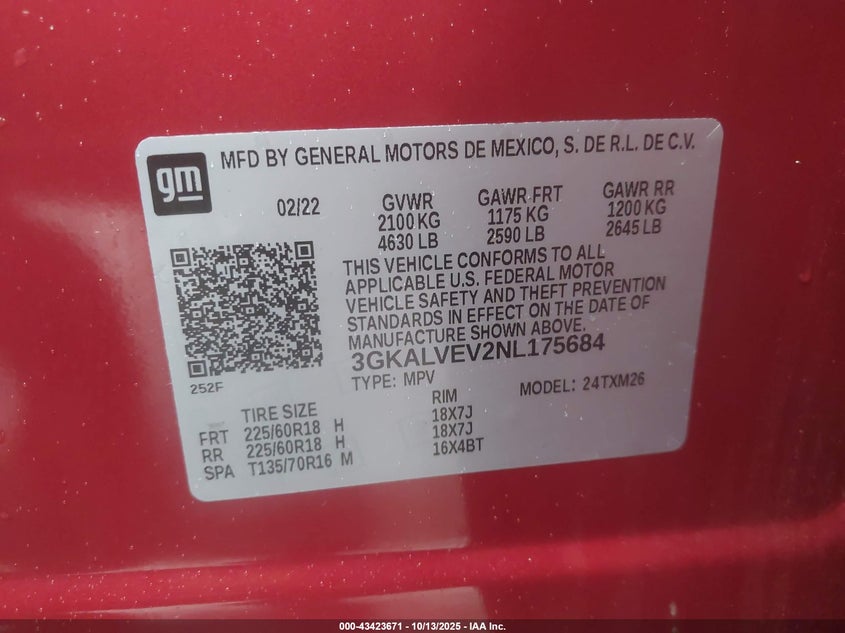 gm
MFD BY GENERAL MOTORS DE MEXICO, S. DE R.L. DE C.V.
02/22 GVWR GAWR FRT GAWR RR
2100 KG 1175 KG 1200 KG
4630 LB 2590 LB 2645 LB
THIS VEHICLE CONFORMS TO ALL
APPLICABLE U.S. FEDERAL MOTOR
VEHICLE SAFETY AND THEFT PREVENTION
STANDARDS IN EFFECT ON THE DATE OF
MANUFACTURE SHOWN ABOVE.
3GKALVEV2NL175684
252F TYPE: MPV MODEL: 24TXM26
TIRE SIZE RIM
FRT 225/60R18 H 18X7J
RR 225/60R18 H 18X7J
SPA T135/70R16 M 16X4BT
000-43423671 | 10/13/2025 - IAA Inc.